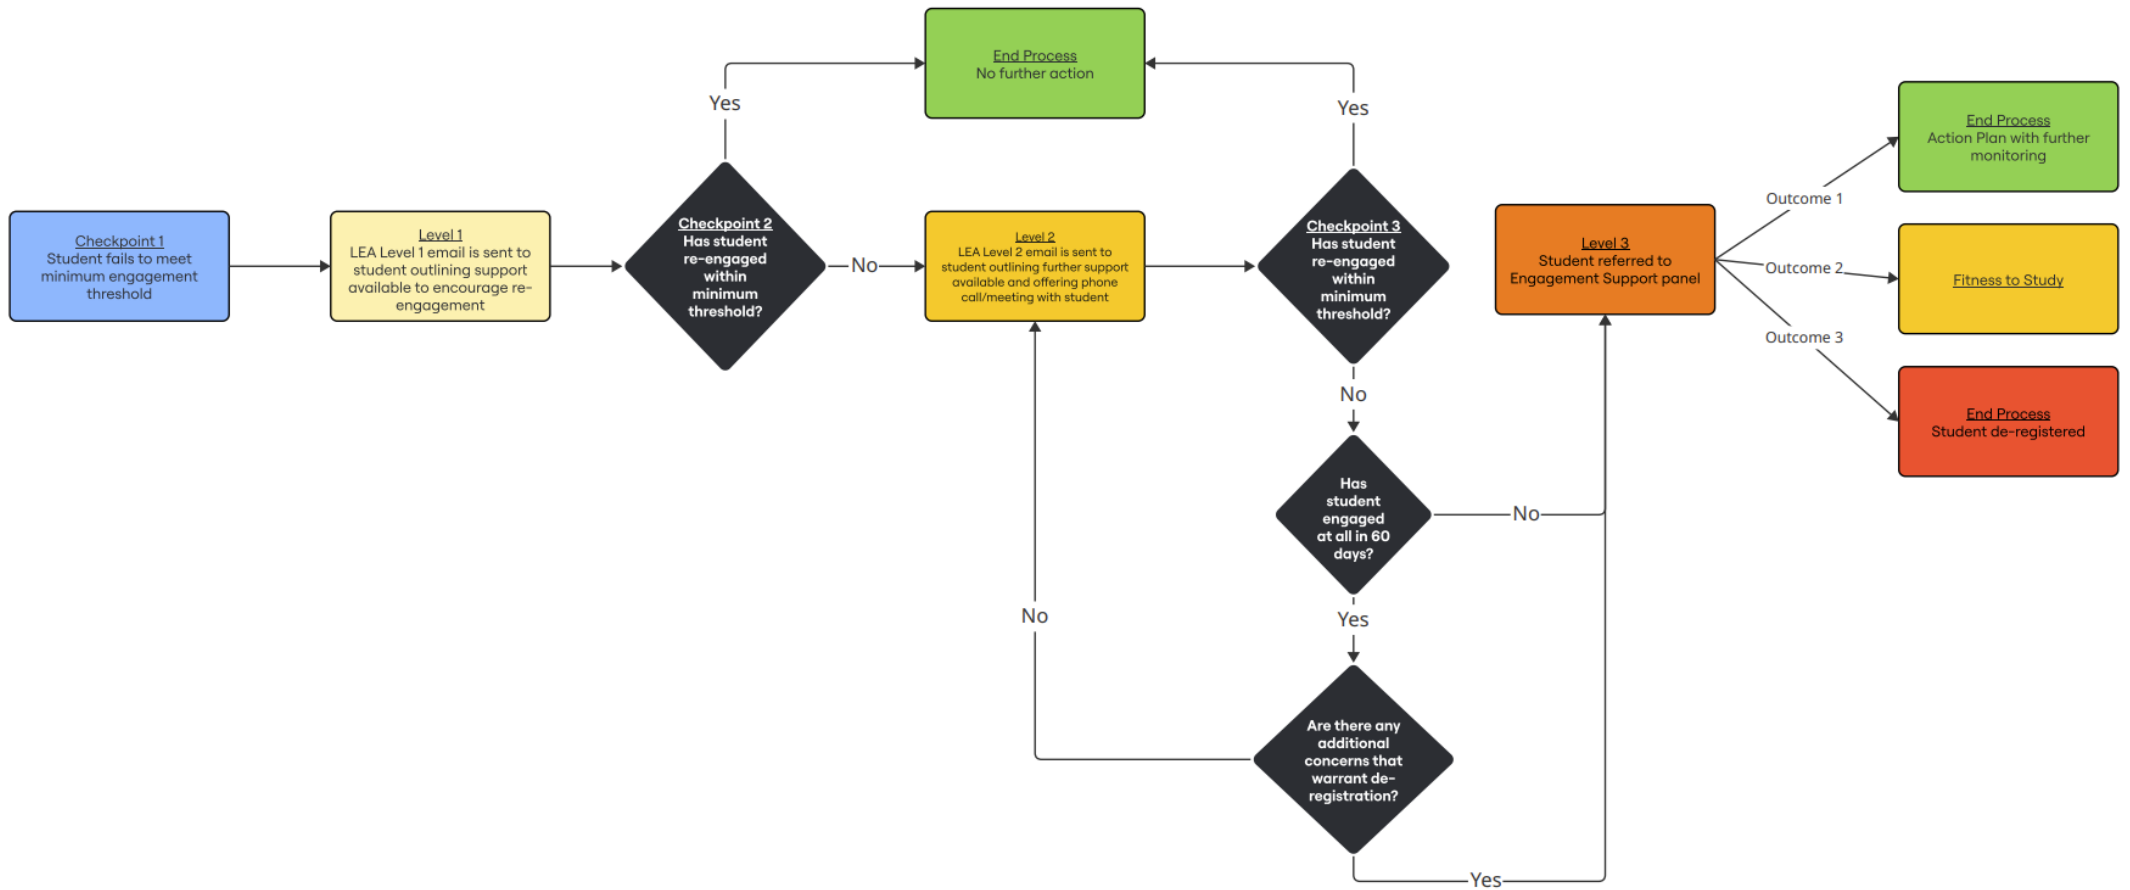 End Process
No further action
Yes
Yes
Checkpoint 1
Student fails to meet
minimum engagement
threshold
Level 1
LEA Level 1 email is sent to
student outlining support
available to encourage re-
engagement
Checkpoint 2
Has student
re-engaged
within
minimum
threshold?
No
Level 2
LEA Level 2 email is sent to
student outlining further support
available and offering phone
call/meeting with student
Checkpoint 3
Has student
re-engaged
within
minimum
threshold?
Level 3
Student referred to
Engagement Support panel
Outcome 1
End Process
Action Plan with further
monitoring
Outcome 2
Fitness to Study
Outcome 3
End Process
Student de-registered
No
Has
student
engaged
at all in 60
days?
No
Yes
No
Are there any
additional
concerns that
warrant de-
registration?
Yes